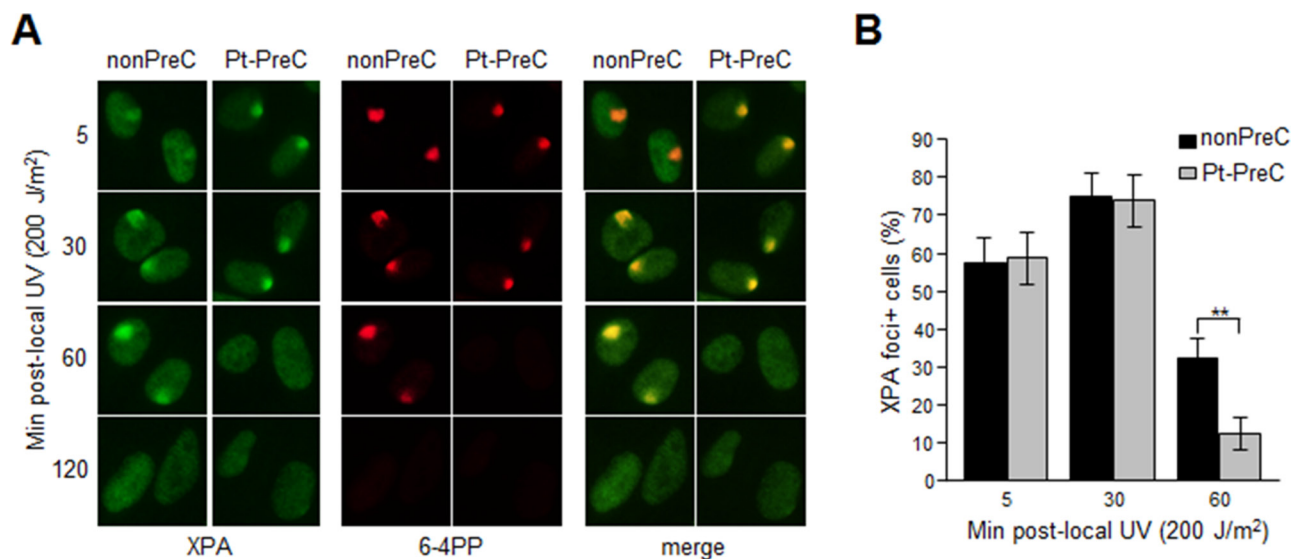 A
nonPreC Pt-PreC nonPreC Pt-PreC nonPreC Pt-PreC
Min post-local UV (200 J/m²)
5
30
60
120
XPA 6-4PP merge
B
nonPreC
Pt-PreC
XPA foci+ cells (%)
90
80
70
60
50
40
30
20
10
0
**
5 30 60
Min post-local UV (200 J/m²)